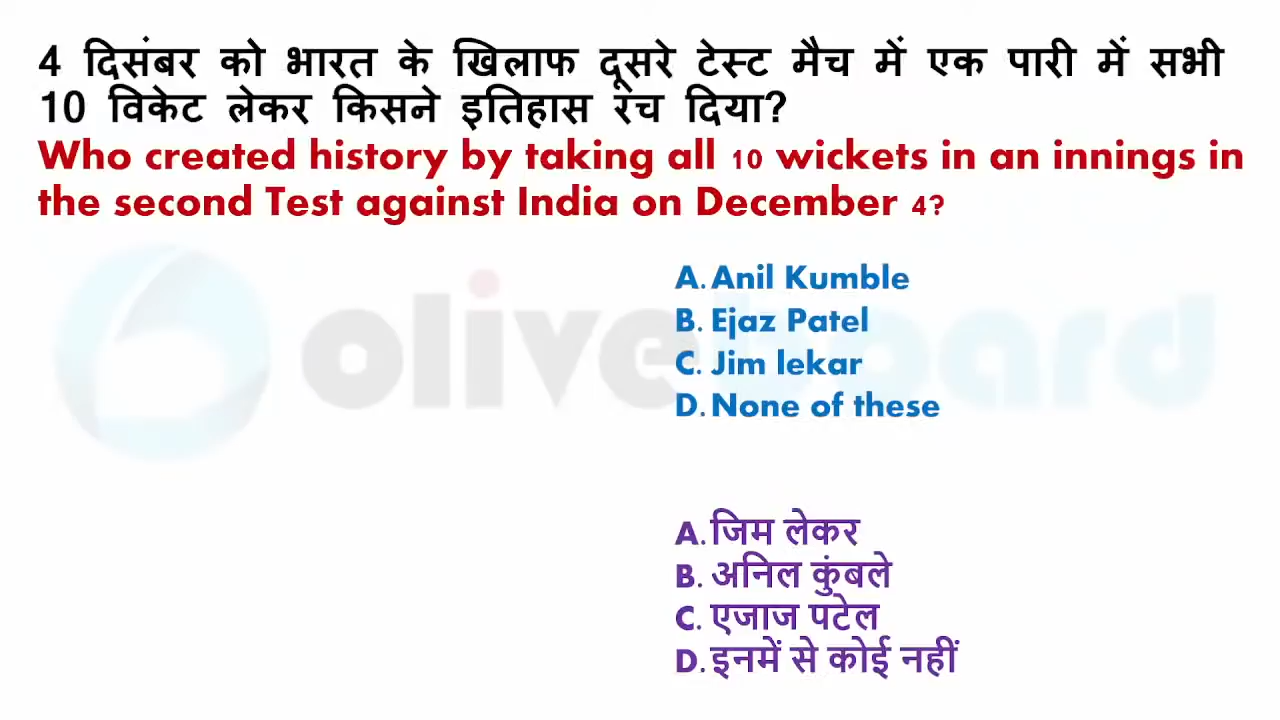 4 दिसंबर को भारत के खिलाफ दूसरे टेस्ट मैच में एक पारी में सभी
10 विकेट लेकर किसने इतिहास रच दिया?
Who created history by taking all 10 wickets in an innings in
the second Test against India on December 4?
oliveboard
A. Anil Kumble
B. Ejaz Patel
C. Jim lekar
D. None of these
A. जिम लेकर
B. अनिल कुंबले
C. एजाज पटेल
D. इनमें से कोई नहीं